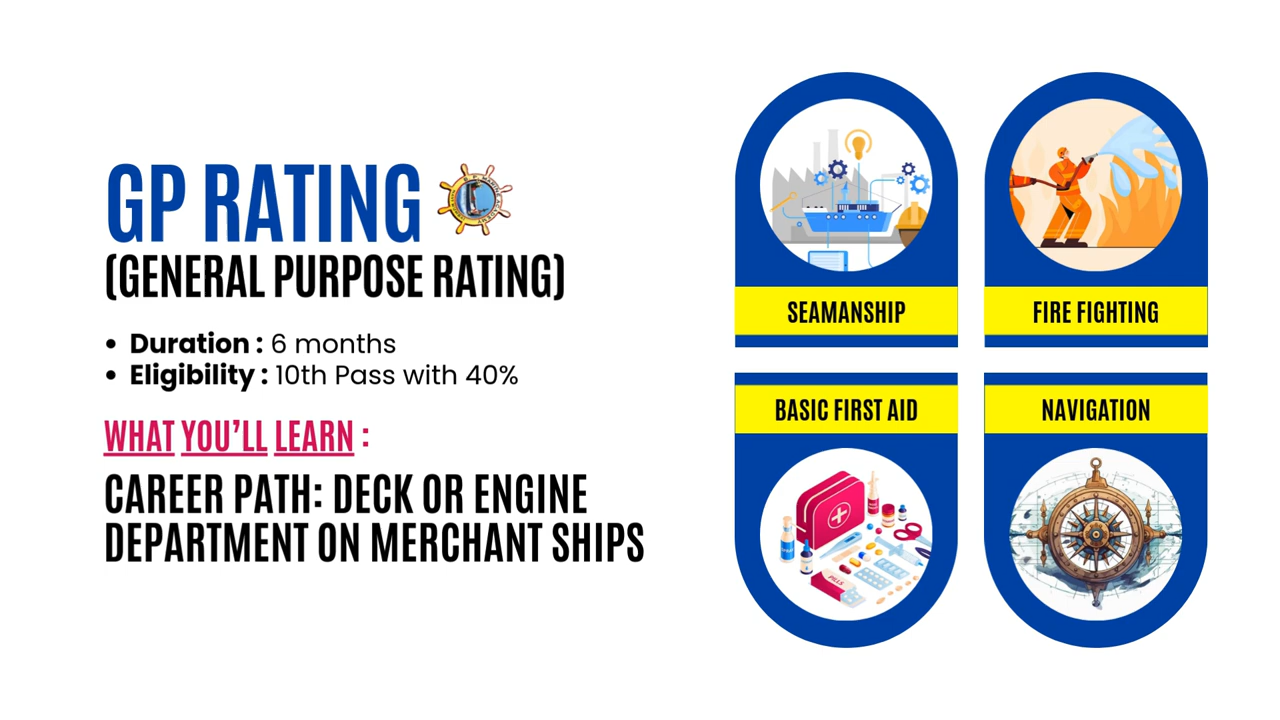 GP RATING
(GENERAL PURPOSE RATING)
• Duration : 6 months
• Eligibility : 10th Pass with 40%
WHAT YOU'LL LEARN :
CAREER PATH: DECK OR ENGINE
DEPARTMENT ON MERCHANT SHIPS
SEAMANSHIP
FIRE FIGHTING
BASIC FIRST AID
NAVIGATION
PILLS